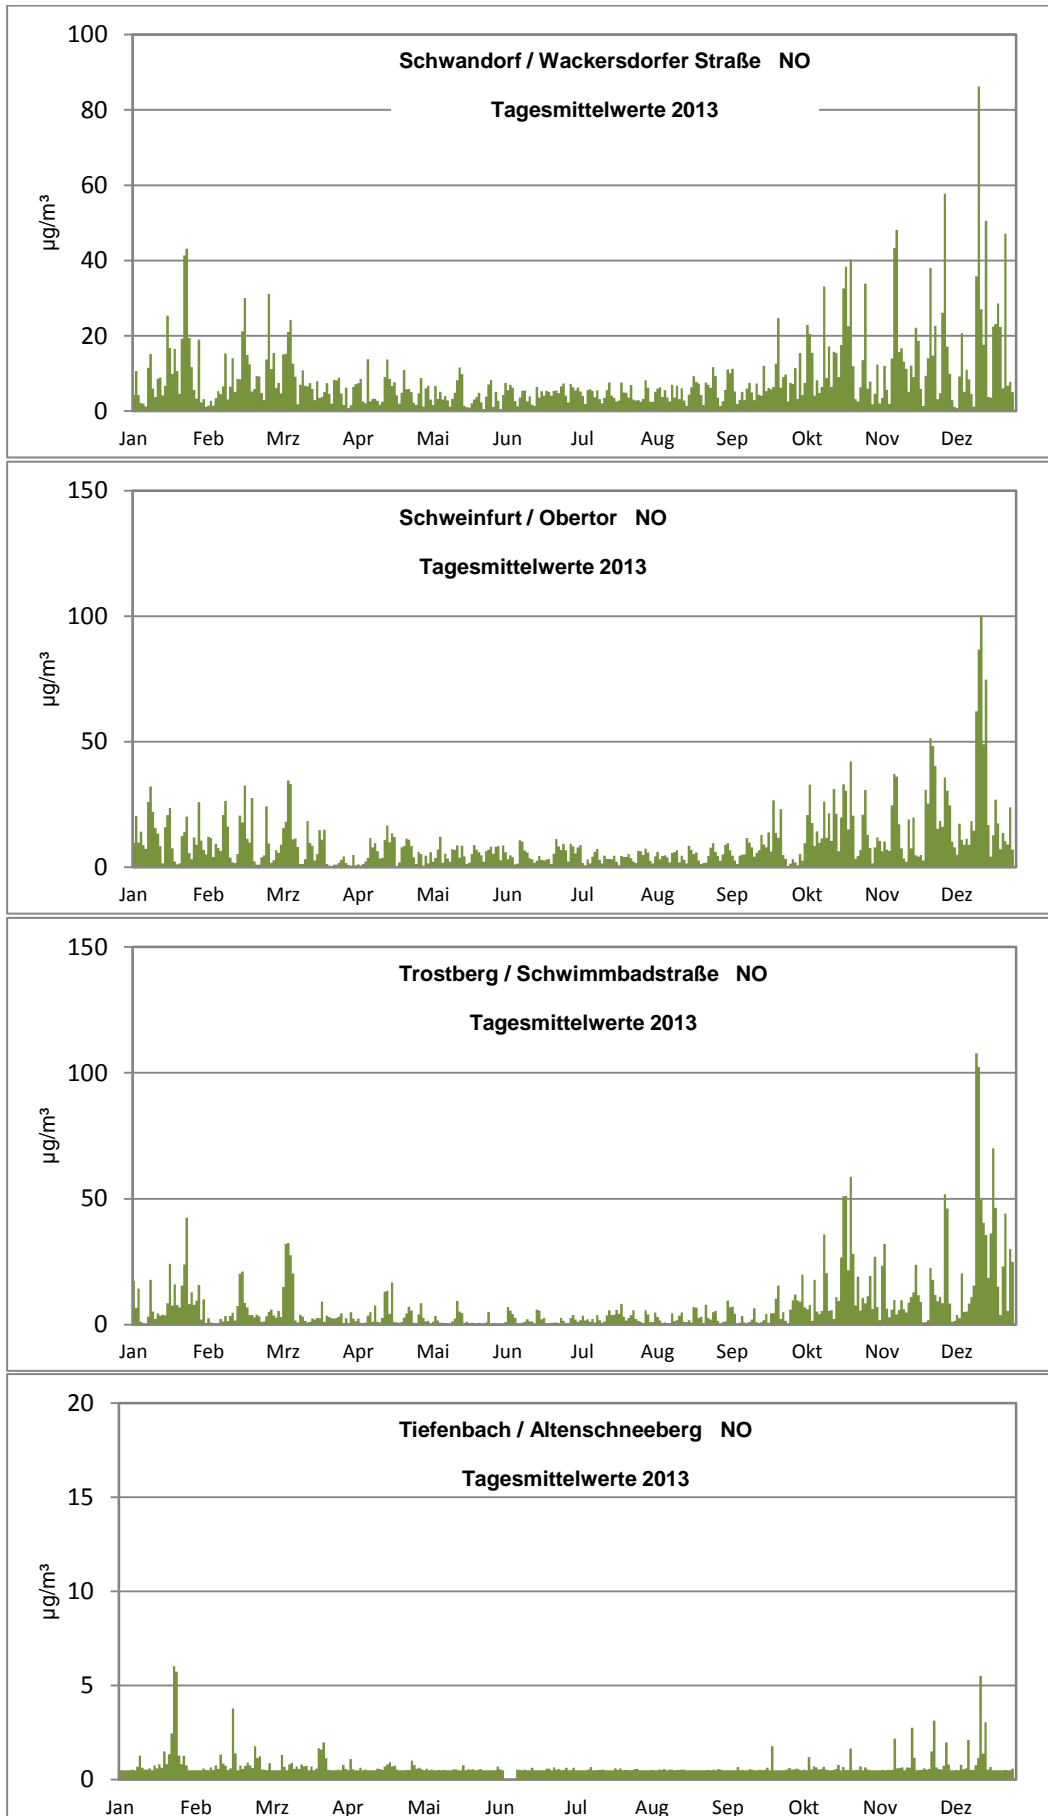 100
80
60
40
20
0
µg/m³
Schwandorf / Wackersdorfer Straße NO
Tagesmittelwerte 2013
Jan Feb Mrz Apr Mai Jun Jul Aug Sep Okt Nov Dez
150
100
50
0
µg/m³
Schweinfurt / Obertor NO
Tagesmittelwerte 2013
Jan Feb Mrz Apr Mai Jun Jul Aug Sep Okt Nov Dez
150
100
50
0
µg/m³
Trostberg / Schwimmbadstraße NO
Tagesmittelwerte 2013
Jan Feb Mrz Apr Mai Jun Jul Aug Sep Okt Nov Dez
20
15
10
5
0
µg/m³
Tiefenbach / Altenschneeberg NO
Tagesmittelwerte 2013
Jan Feb Mrz Apr Mai Jun Jul Aug Sep Okt Nov Dez